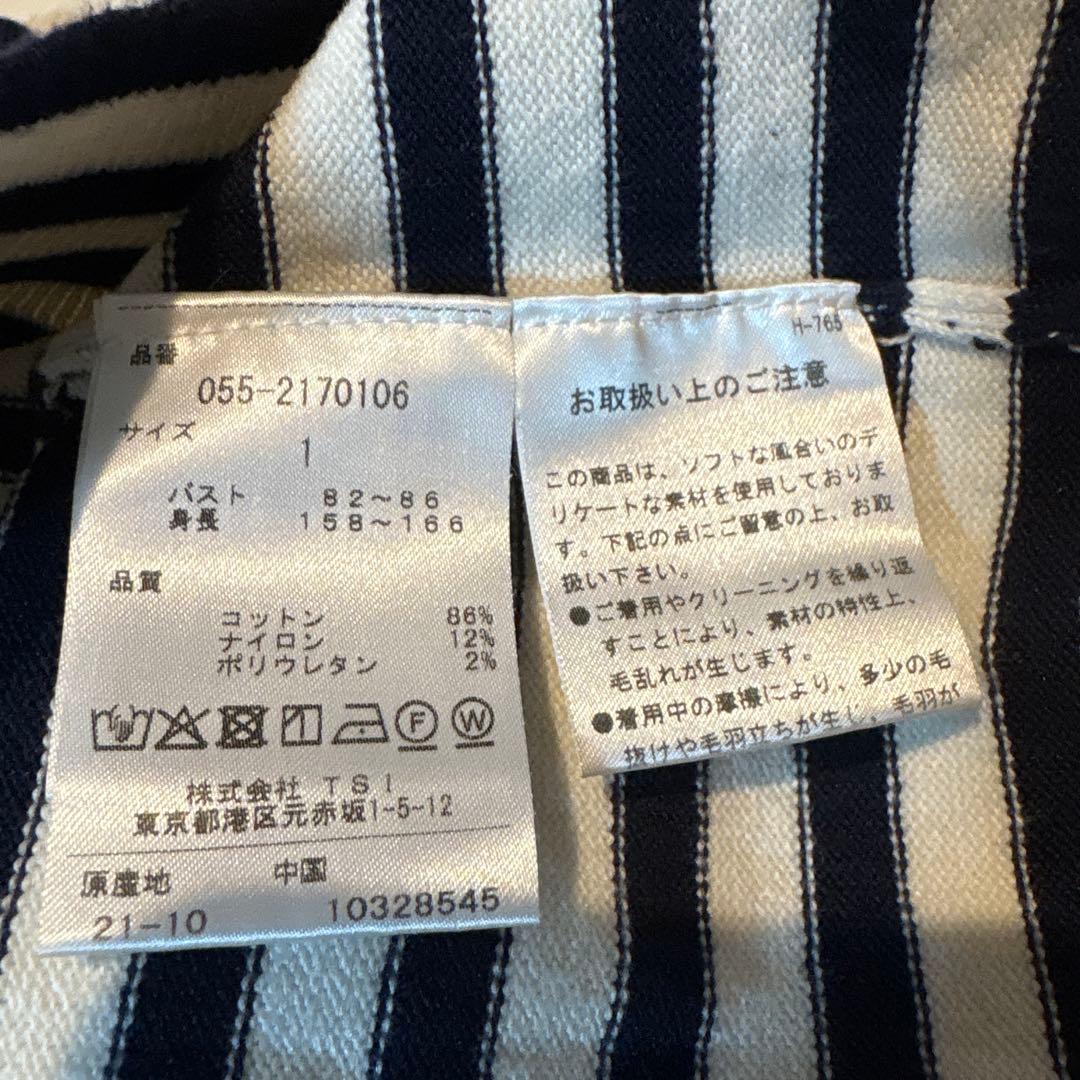 品番
055-2170106
サイズ
1
バスト 82～86
身長 158～166
品質
コットン 86%
ナイロン 12%
ポリウレタン 2%
F W
株式会社 TSI
東京都港区元赤坂1-5-12
原産地 中国
21-10 10328545
H-765
お取扱い上のご注意
この商品は、ソフトな風合いのデ
リケートな素材を使用しておりま
す。下記の点にご留意の上、お取
扱い下さい。
●ご着用やクリーニングを繰り返
すことにより、素材の特性上、
毛乱れが生じます。
●着用中の摩擦により、多少の毛
抜けや毛羽立ちが生じ、毛羽が